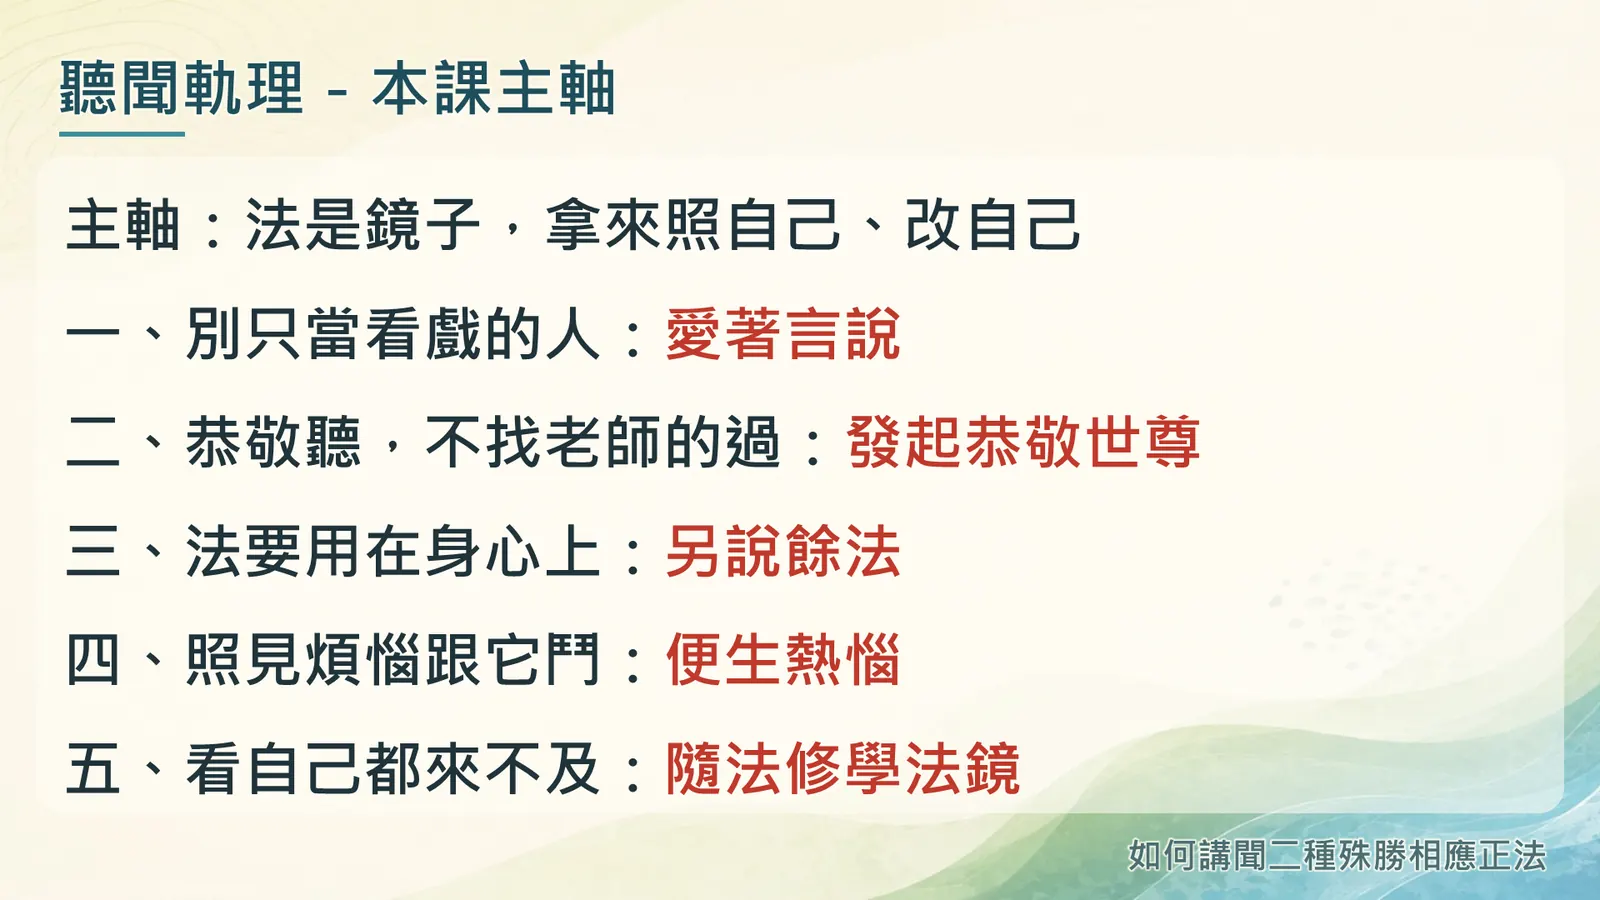 聽聞軌理 - 本課主軸
主軸：法是鏡子，拿來照自己、改自己
一、別只當看戲的人：愛著言說
二、恭敬聽，不找老師的過：發起恭敬世尊
三、法要用在身心上：另說餘法
四、照見煩惱跟它鬥：便生熱惱
五、看自己都來不及：隨法修學法鏡
如何講聞二種殊勝相應正法